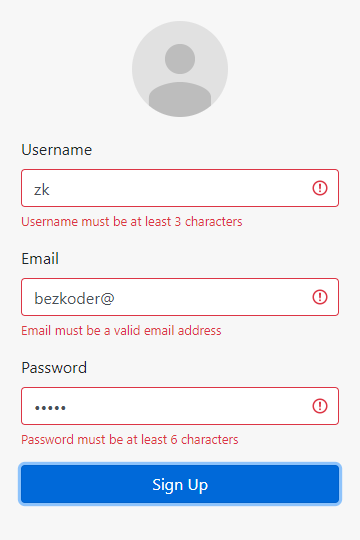 Username
zk
Username must be at least 3 characters
Email
bezkoder@
Email must be a valid email address
Password
•••••
Password must be at least 6 characters
Sign Up